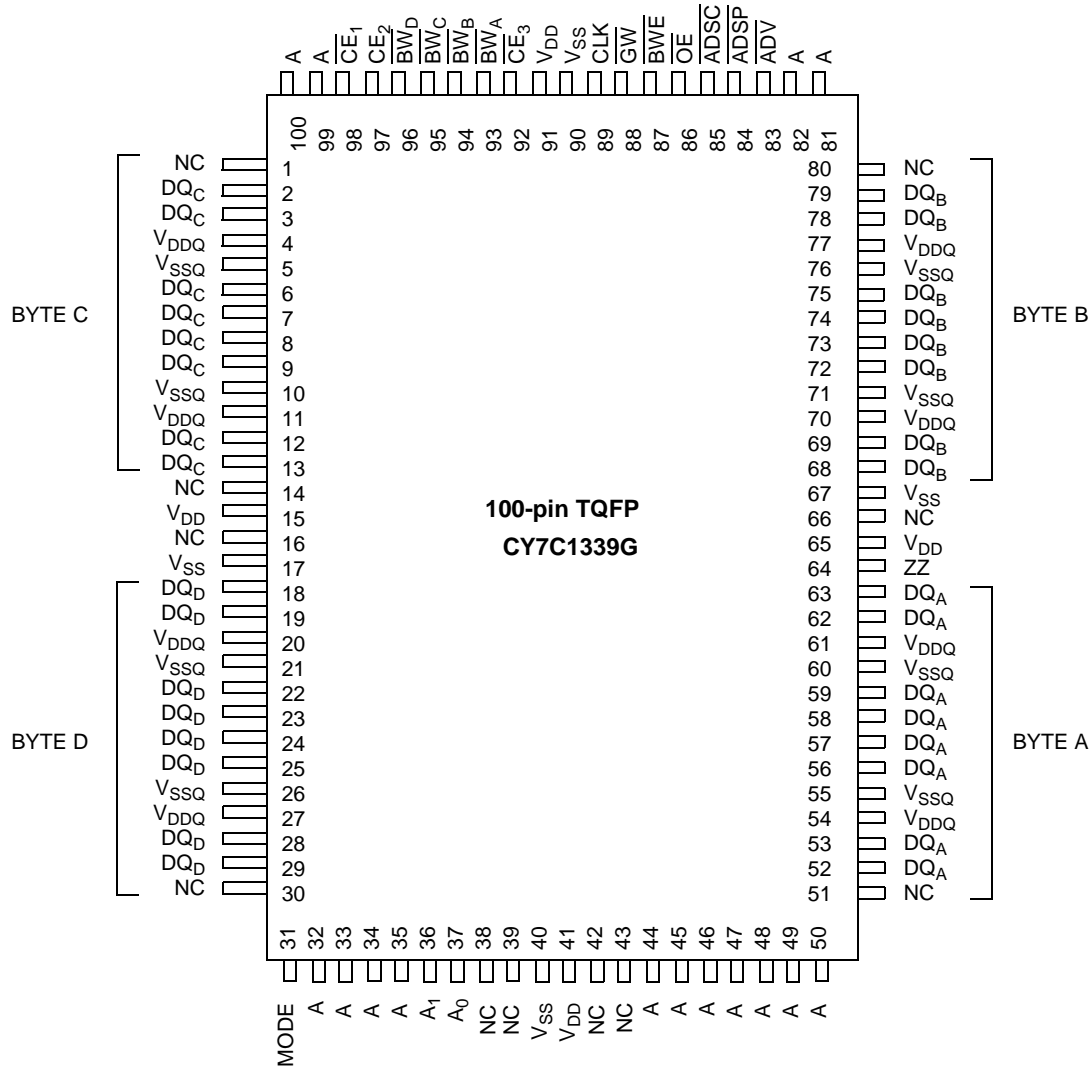 A A CE1 CE2 BWD BWC BWB BWA CE3 VDD VSS CLK GW BWE OE ADSC ADSP ADV A A
100 99 98 97 96 95 94 93 92 91 90 89 88 87 86 85 84 83 82 81
NC 1 80 NC
DQC 2 79 DQB
DQC 3 78 DQB
VDDQ 4 77 VDDQ
VSSQ 5 76 VSSQ
DQC 6 75 DQB
BYTE C DQC 7 74 DQB BYTE B
DQC 8 73 DQB
DQC 9 72 DQB
VSSQ 10 71 VSSQ
VDDQ 11 70 VDDQ
DQC 12 69 DQB
DQC 13 68 DQB
NC 14 67 VSS
VDD 15 100-pin TQFP 66 NC
NC 16 CY7C1339G 65 VDD
VSS 17 64 ZZ
DQD 18 63 DQA
DQD 19 62 DQA
VDDQ 20 61 VDDQ
VSSQ 21 60 VSSQ
DQD 22 59 DQA
DQD 23 58 DQA
BYTE D DQD 24 57 DQA BYTE A
DQD 25 56 DQA
VSSQ 26 55 VSSQ
VDDQ 27 54 VDDQ
DQD 28 53 DQA
DQD 29 52 DQA
NC 30 51 NC
31 32 33 34 35 36 37 38 39 40 41 42 43 44 45 46 47 48 49 50
MODE A A A A A1 A0 NC NC VSS VDD NC NC A A A A A A A